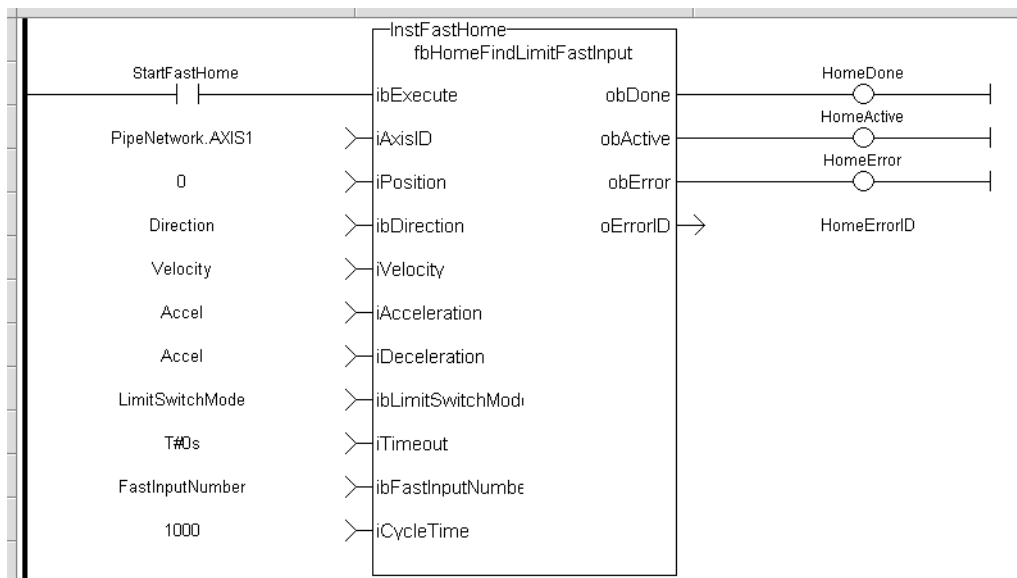 InstFastHome
fbHomeFindLimitFastInput
StartFastHome
ibExecute
obDone
HomeDone
PipeNetwork.AXIS1
iAxisID
obActive
HomeActive
0
iPosition
obError
HomeError
Direction
ibDirection
oErrorID
HomeErrorID
Velocity
iVelocity
Accel
iAcceleration
Accel
iDeceleration
LimitSwitchMode
ibLimitSwitchMod
T#0s
iTimeout
FastInputNumber
ibFastInputNumbe
1000
iCycleTime